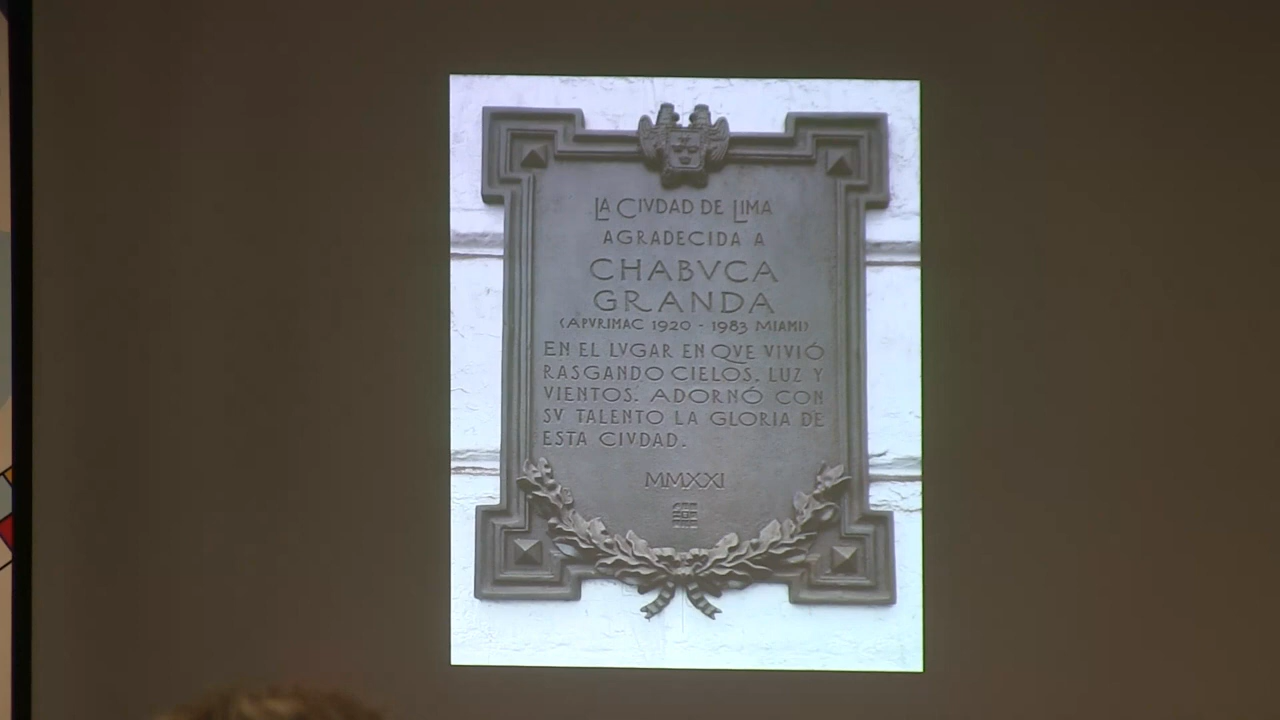 LA CIVDAD DE LIMA
AGRADECIDA A
CHABVCA
GRANDA
(APVRIMAC 1920 - 1983 MIAMI)
EN EL LVGAR EN QVE VIVIÓ
RASGANDO CIELOS, LUZ Y
VIENTOS. ADORNÓ CON
SV TALENTO LA GLORIA DE
ESTA CIVDAD.
MMXXI